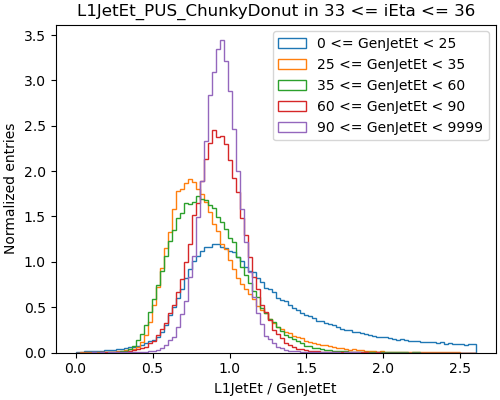 L1JetEt_PUS_ChunkyDonut in 33 <= iEta <= 36
0 <= GenJetEt < 25
25 <= GenJetEt < 35
35 <= GenJetEt < 60
60 <= GenJetEt < 90
90 <= GenJetEt < 9999
Normalized entries
3.5
3.0
2.5
2.0
1.5
1.0
0.5
0.0
0.0 0.5 1.0 1.5 2.0 2.5
L1JetEt / GenJetEt